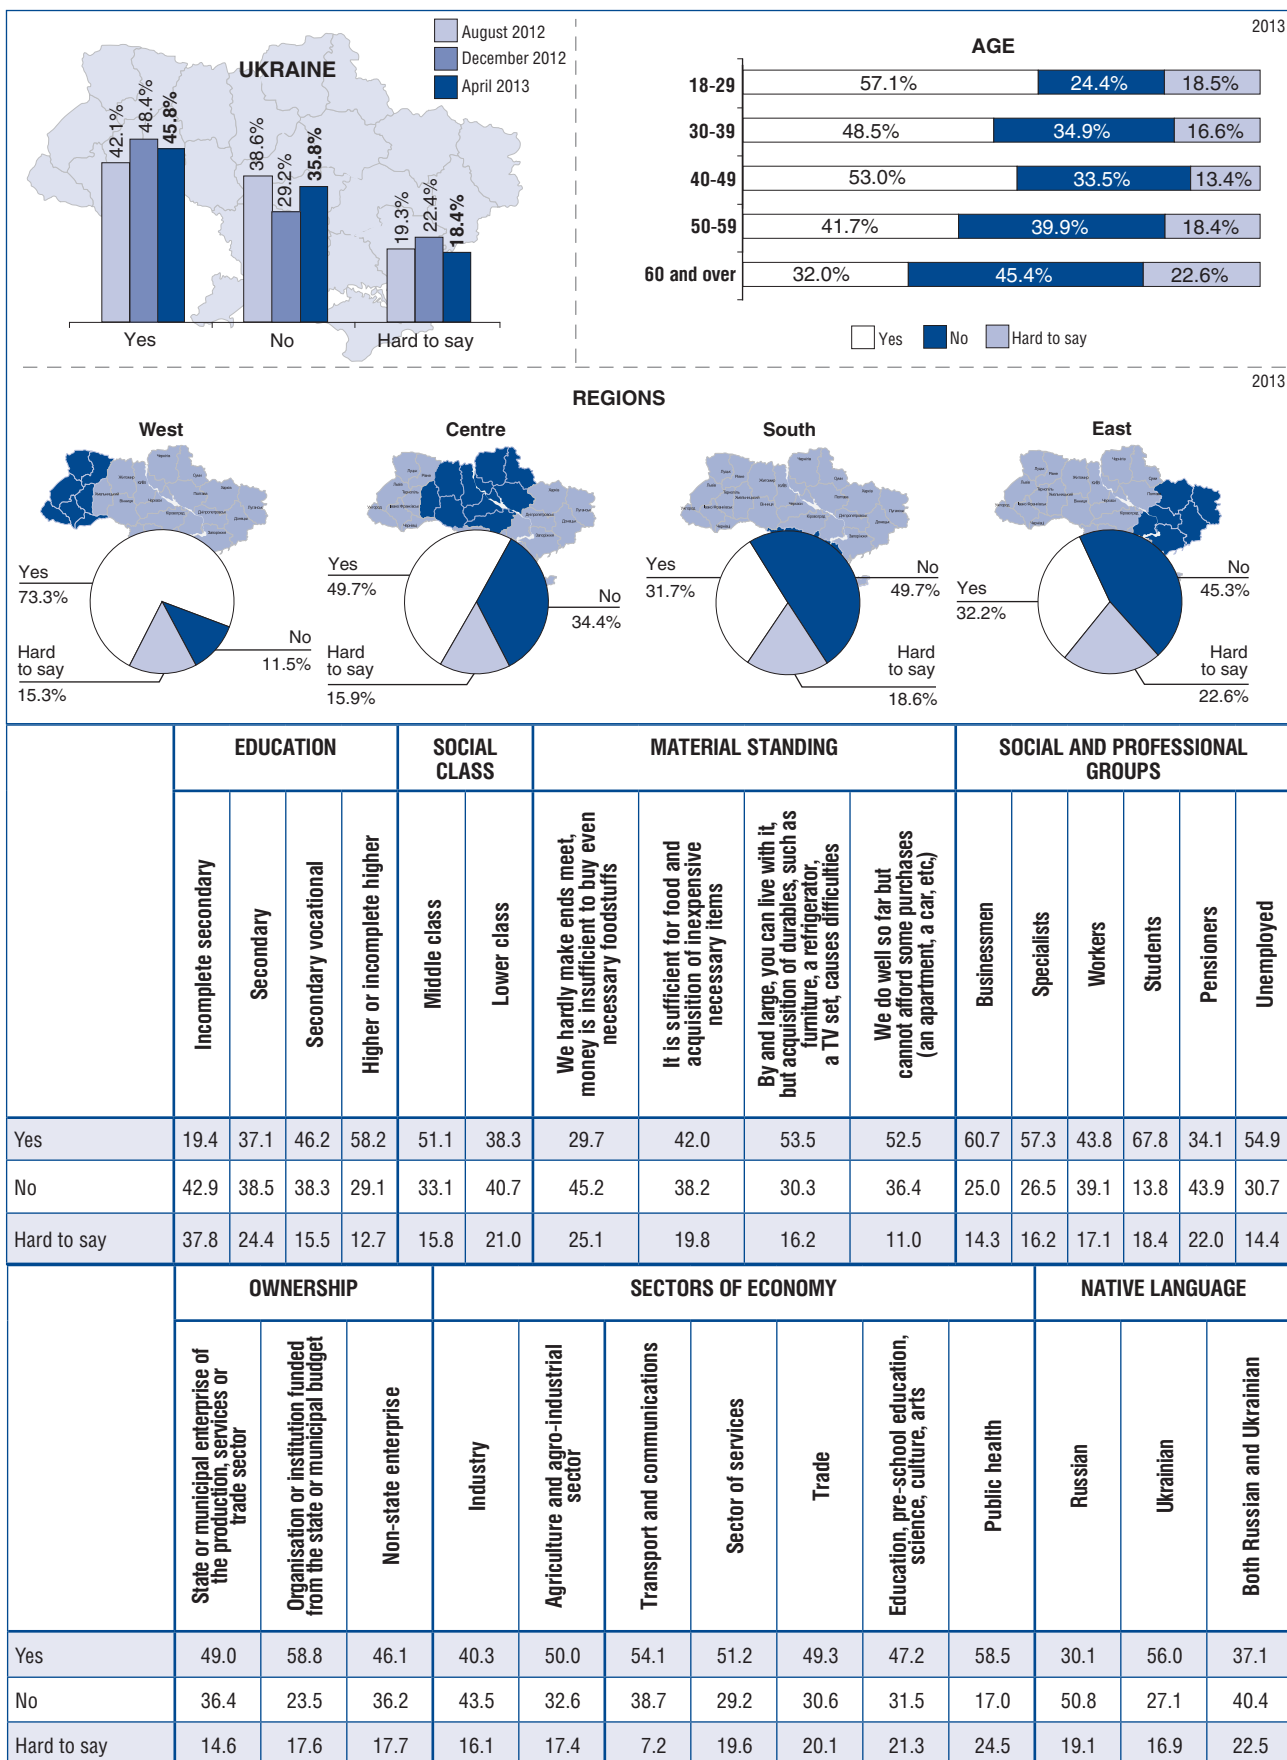 2013
UKRAINE
August 2012
December 2012
April 2013
42.1%
48.4%
45.8%
38.6%
29.2%
35.8%
19.3%
22.4%
18.4%
Yes
No
Hard to say
AGE
18-29
57.1%
24.4%
18.5%
30-39
48.5%
34.9%
16.6%
40-49
53.0%
33.5%
13.4%
50-59
41.7%
39.9%
18.4%
60 and over
32.0%
45.4%
22.6%
Yes
No
Hard to say
2013
REGIONS
West
Yes
73.3%
No
11.5%
Hard
to say
15.3%
Centre
Yes
49.7%
No
34.4%
Hard
to say
15.9%
South
Yes
31.7%
No
49.7%
Hard
to say
18.6%
East
Yes
32.2%
No
45.3%
Hard
to say
22.6%
EDUCATION
SOCIAL
CLASS
MATERIAL STANDING
SOCIAL AND PROFESSIONAL
GROUPS
Incomplete secondary
Secondary
Secondary vocational
Higher or incomplete higher
Middle class
Lower class
We hardly make ends meet,
money is insufficient to buy even
necessary foodstuffs
It is sufficient for food and
acquisition of inexpensive
necessary items
By and large, you can live with it,
but acquisition of durables, such as
furniture, a refrigerator,
a TV set, causes difficulties
We do well so far but
cannot afford some purchases
(an apartment, a car, etc,)
Businessmen
Specialists
Workers
Students
Pensioners
Unemployed
Yes 19.4 37.1 46.2 58.2 51.1 38.3 29.7 42.0 53.5 52.5 60.7 57.3 43.8 67.8 34.1 54.9
No 42.9 38.5 38.3 29.1 33.1 40.7 45.2 38.2 30.3 36.4 25.0 26.5 39.1 13.8 43.9 30.7
Hard to say 37.8 24.4 15.5 12.7 15.8 21.0 25.1 19.8 16.2 11.0 14.3 16.2 17.1 18.4 22.0 14.4
OWNERSHIP
SECTORS OF ECONOMY
NATIVE LANGUAGE
State or municipal enterprise of
the production, services or
trade sector
Organisation or institution funded
from the state or municipal budget
Non-state enterprise
Industry
Agriculture and agro-industrial
sector
Transport and communications
Sector of services
Trade
Education, pre-school education,
science, culture, arts
Public health
Russian
Ukrainian
Both Russian and Ukrainian
Yes 49.0 58.8 46.1 40.3 50.0 54.1 51.2 49.3 47.2 58.5 30.1 56.0 37.1
No 36.4 23.5 36.2 43.5 32.6 38.7 29.2 30.6 31.5 17.0 50.8 27.1 40.4
Hard to say 14.6 17.6 17.7 16.1 17.4 7.2 19.6 20.1 21.3 24.5 19.1 16.9 22.5